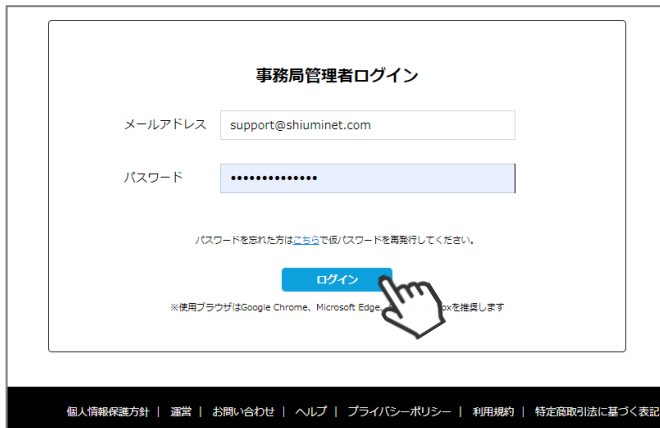 事務局管理者ログイン
メールアドレス support@shiuminet.com
パスワード ••••••••••••••
パスワードを忘れた方はこちらで仮パスワードを再発行してください。
ログイン
※使用ブラウザはGoogle Chrome、Microsoft Edge、 oxを推奨します
個人情報保護方針 | 運営 | お問い合わせ | ヘルプ | プライバシーポリシー | 利用規約 | 特定商取引法に基づく表記